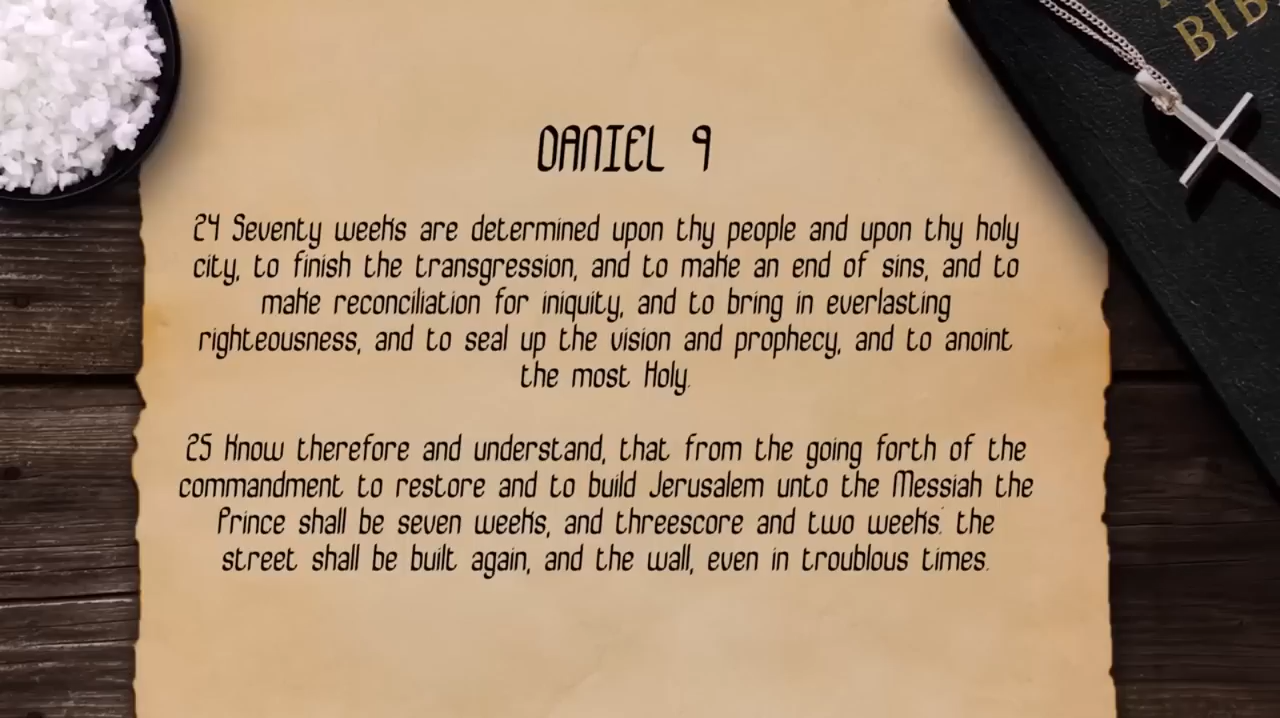 BIB
DANIEL 9
24 Seventy weeks are determined upon thy people and upon thy holy
city, to finish the transgression, and to make an end of sins, and to
make reconciliation for iniquity, and to bring in everlasting
righteousness, and to seal up the vision and prophecy, and to anoint
the most Holy.
25 Know therefore and understand, that from the going forth of the
commandment to restore and to build Jerusalem unto the Messiah the
Prince shall be seven weeks, and threescore and two weeks: the
street shall be built again, and the wall, even in troublous times.